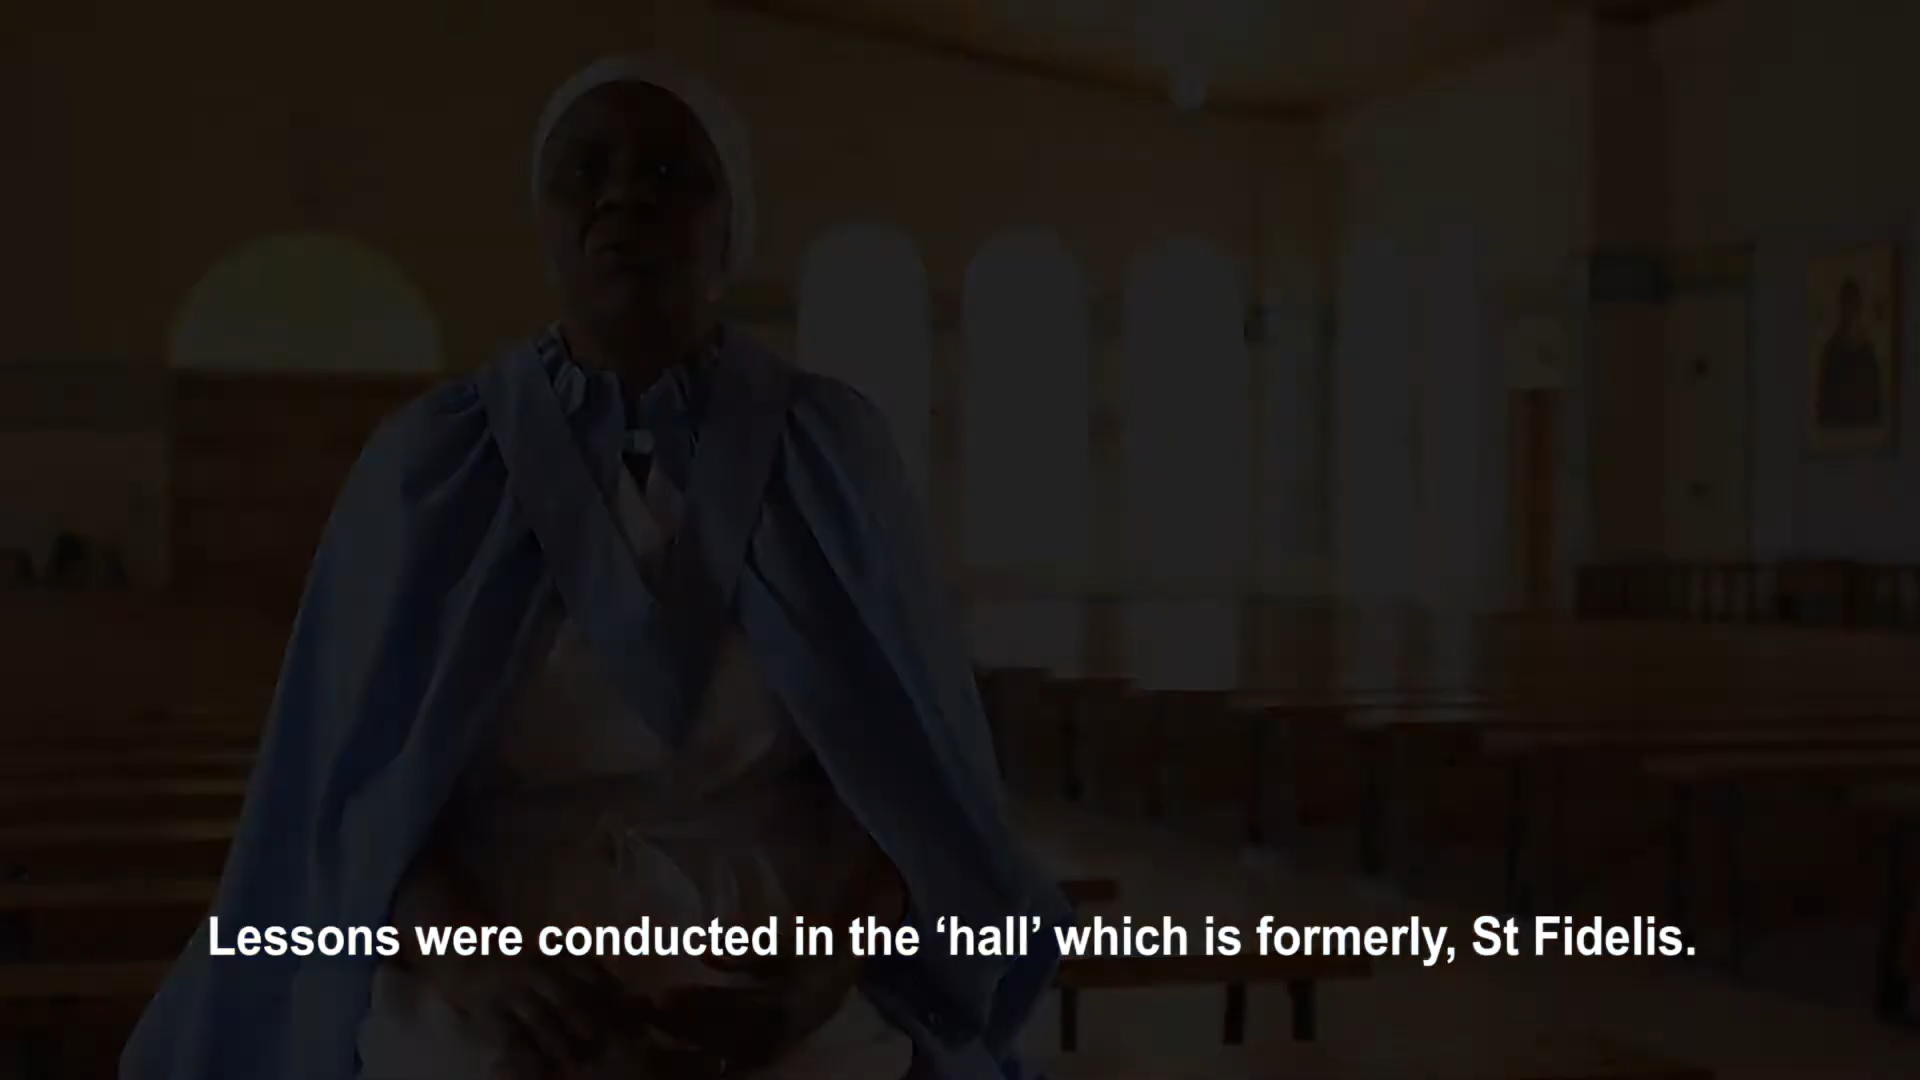 Lessons were conducted in the ‘hall’ which is formerly, St Fidelis.